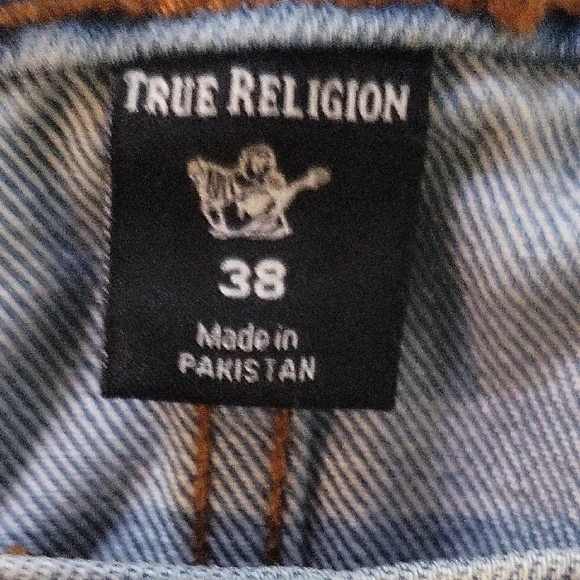 TRUE RELIGION
38
Made in
PAKISTAN